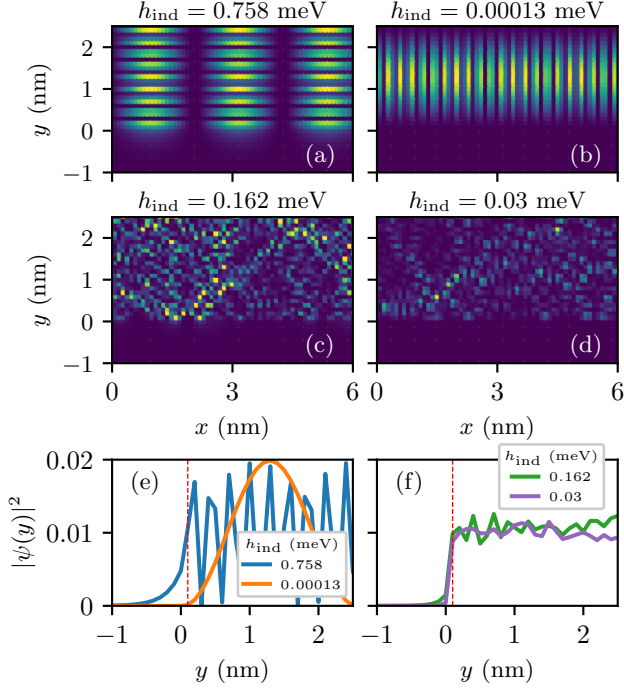 h_ind = 0.758 meV
h_ind = 0.00013 meV
y (nm)
2
1
0
−1
(a)
(b)
h_ind = 0.162 meV
h_ind = 0.03 meV
y (nm)
2
1
0
−1
(c)
(d)
0
3
6
0
3
6
x (nm)
x (nm)
|ψ(y)|²
0.02
0.01
0
(e)
h_ind (meV)
0.758
0.00013
−1
0
1
2
y (nm)
(f)
h_ind (meV)
0.162
0.03
−1
0
1
2
y (nm)